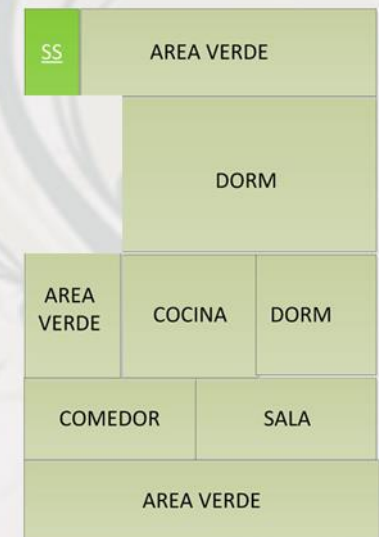 SS
AREA VERDE
DORM
AREA
VERDE
COCINA
DORM
COMEDOR
SALA
AREA VERDE